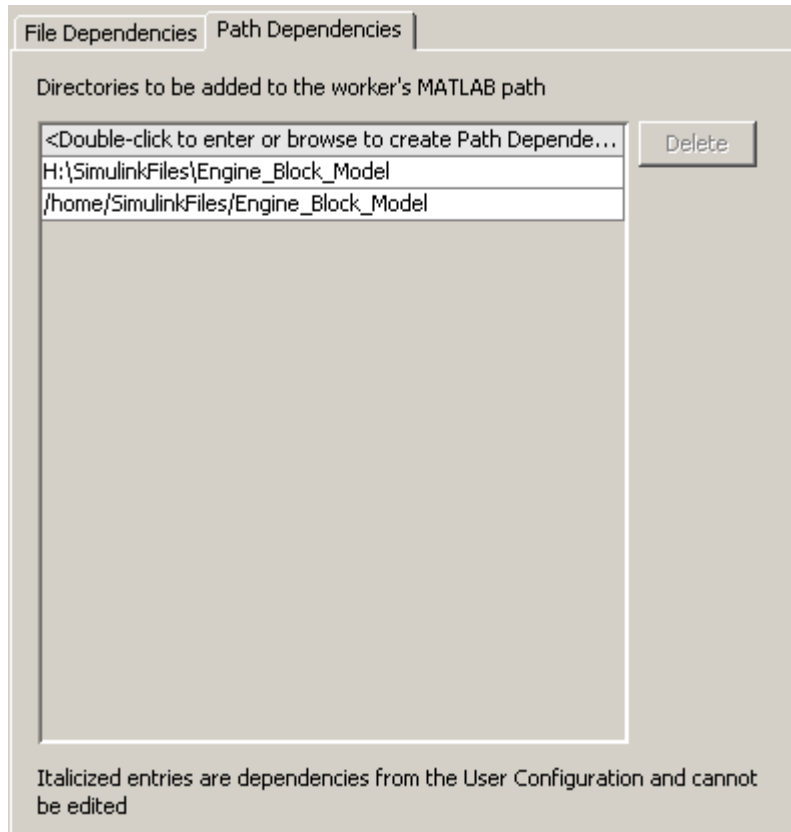 File Dependencies Path Dependencies
Directories to be added to the worker's MATLAB path
<Double-click to enter or browse to create Path Depende...
Delete
H:\SimulinkFiles\Engine_Block_Model
/home/SimulinkFiles/Engine_Block_Model
Italicized entries are dependencies from the User Configuration and cannot
be edited